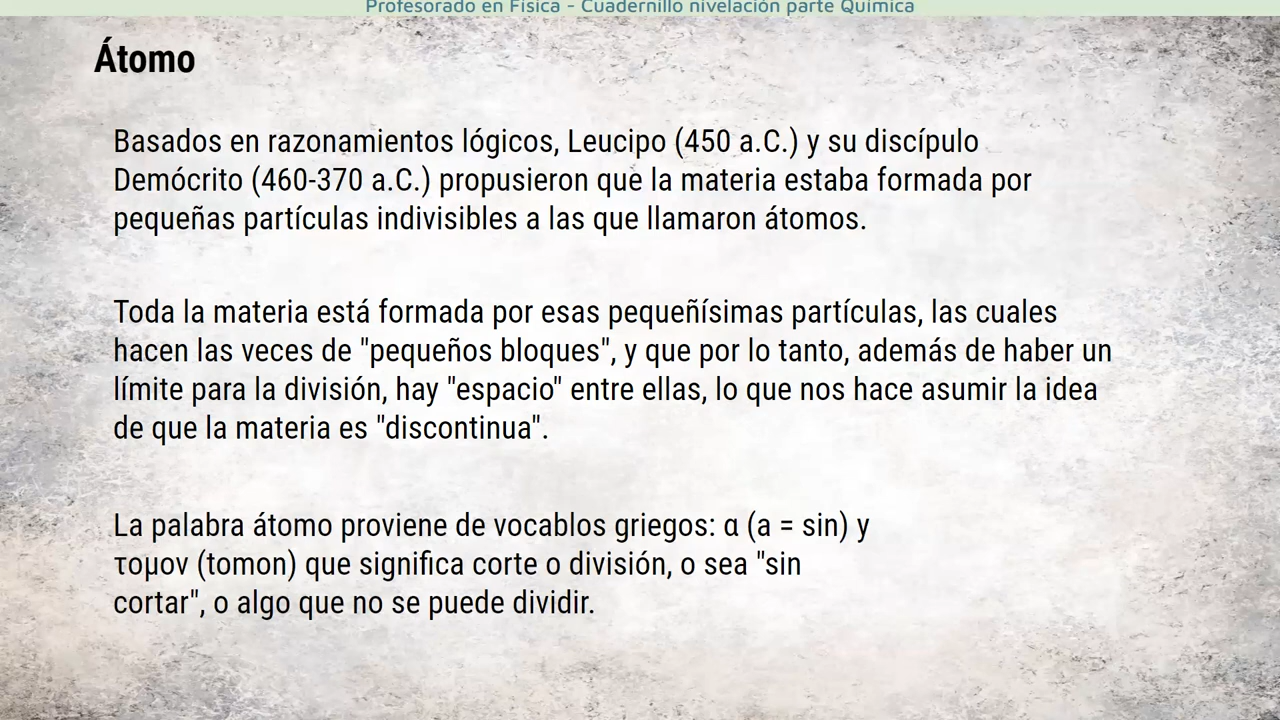 Profesorado en Física - Cuadernillo nivelación parte Química
Átomo
Basados en razonamientos lógicos, Leucipo (450 a.C.) y su discípulo
Demócrito (460-370 a.C.) propusieron que la materia estaba formada por
pequeñas partículas indivisibles a las que llamaron átomos.
Toda la materia está formada por esas pequeñísimas partículas, las cuales
hacen las veces de "pequeños bloques", y que por lo tanto, además de haber un
límite para la división, hay "espacio" entre ellas, lo que nos hace asumir la idea
de que la materia es "discontinua".
La palabra átomo proviene de vocablos griegos: α (a = sin) y
τομον (tomon) que significa corte o división, o sea "sin
cortar", o algo que no se puede dividir.